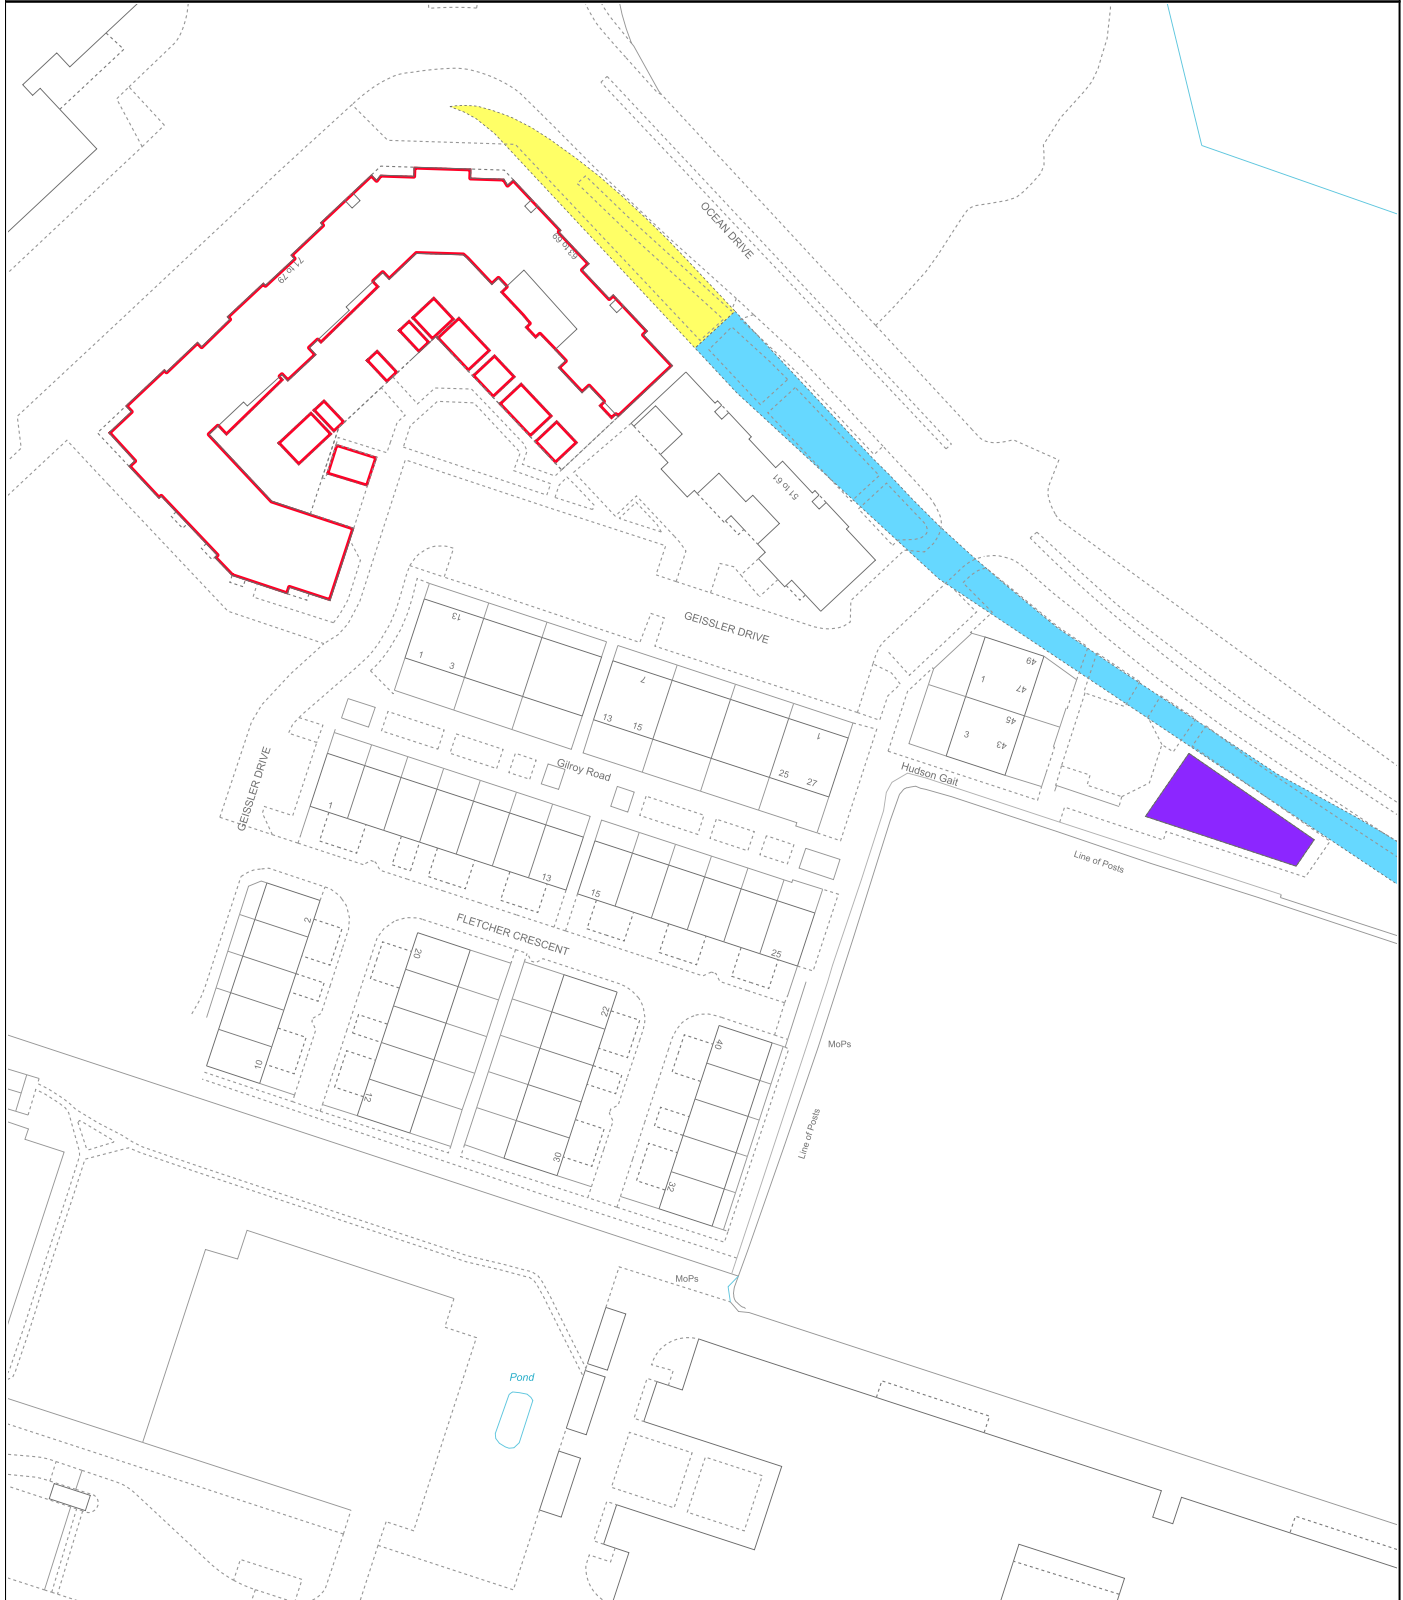 OCEAN DRIVE
63 to 69
71 to 79
51 to 61
GEISSLER DRIVE
13
1
3
7
13
15
1
25
27
49
1
47
45
3
43
Hudson Gait
Gilroy Road
GEISSLER DRIVE
1
13
15
25
Line of Posts
FLETCHER CRESCENT
2
20
22
40
10
12
30
32
MoPs
Line of Posts
MoPs
Pond